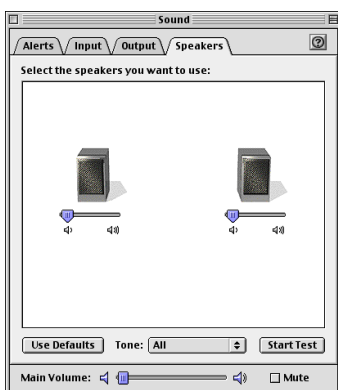 Sound
Alerts Input Output Speakers ?
Select the speakers you want to use:
Use Defaults Tone: All Start Test
Main Volume: Mute